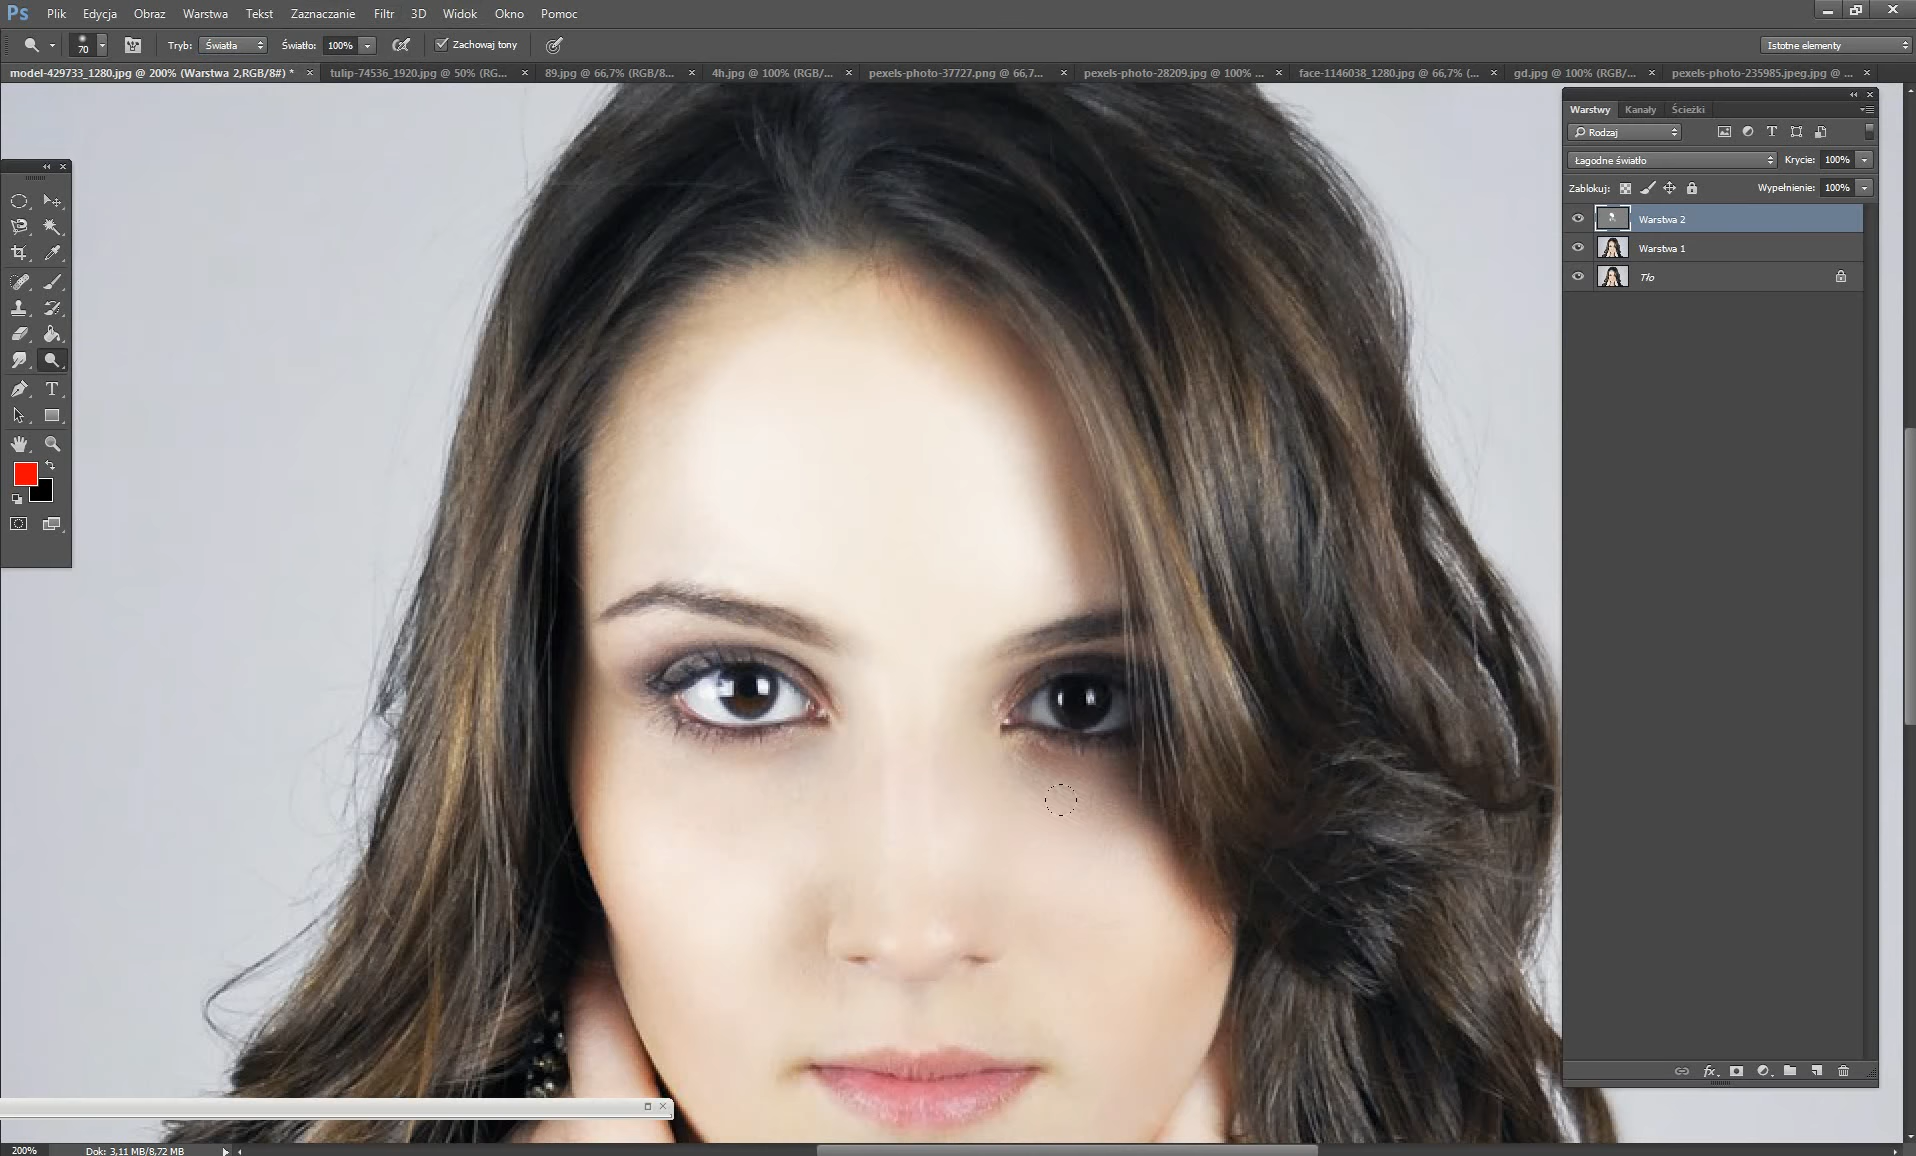 Ps Plik Edycja Obraz Warstwa Tekst Zaznaczanie Filtr 3D Widok Okno Pomoc
70 Tryb: Światła Światło: 100% Zachowaj tony Istotne elementy
model-429733_1280.jpg @ 200% (Warstwa 2,RGB/8#) * tulip-74536_1920.jpg @ 50% (RG... 89.jpg @ 66,7% (RGB/8... 4h.jpg @ 100% (RGB/... pexels-photo-37727.png @ 66,7... pexels-photo-28209.jpg @ 100% ... face-1146038_1280.jpg @ 66,7% (... gd.jpg @ 100% (RGB/... pexels-photo-235985.jpeg.jpg @ ...
Warstwy Kanały Ścieżki
Rodzaj
Łagodne światło Krycie: 100%
Zablokuj: Wypełnienie: 100%
Warstwa 2
Warstwa 1
Tło
fx
200% Dok: 3,11 MB/8,72 MB